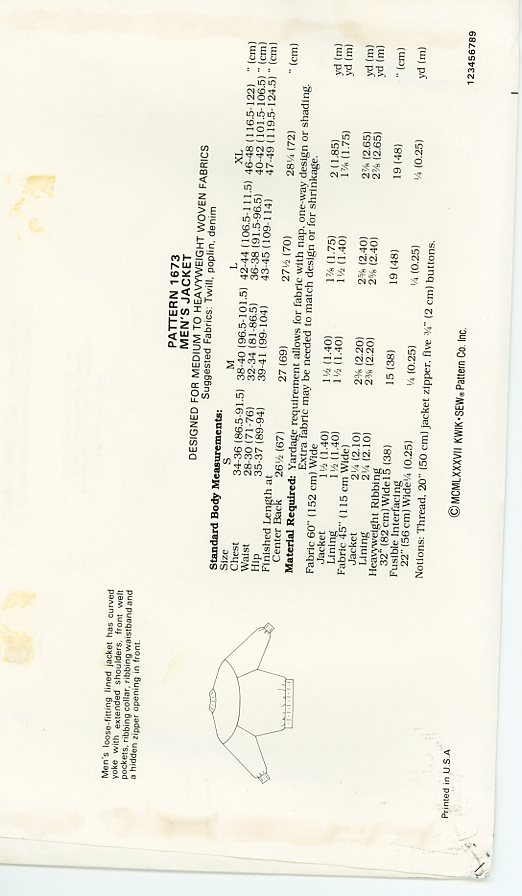 PATTERN 1673
MEN'S JACKET
DESIGNED FOR MEDIUM TO HEAVYWEIGHT WOVEN FABRICS
Suggested Fabrics: Twill, poplin, denim
Men's loose-fitting lined jacket has curved
yoke with extended shoulders, front welt
pockets, ribbing collar, ribbing waistband and
a hidden zipper opening in front.
Standard Body Measurements:
Size S M L XL
Chest 34-36 (86.5-91.5) 38-40 (96.5-101.5) 42-44 (106.5-111.5) 46-48 (116.5-122) " (cm)
Waist 28-30 (71-76) 32-34 (81-86.5) 36-38 (91.5-96.5) 40-42 (101.5-106.5) " (cm)
Hip 35-37 (89-94) 39-41 (99-104) 43-45 (109-114) 47-49 (119.5-124.5) " (cm)
Finished Length at
Center Back 26½ (67) 27 (69) 27½ (70) 28¼ (72) " (cm)
Material Required: Yardage requirement allows for fabric with nap, one-way design or shading.
Extra fabric may be needed to match design or for shrinkage.
Fabric 60" (152 cm) Wide
Jacket 1½ (1.40) 1½ (1.40) 1⅞ (1.75) 2 (1.85) yd (m)
Lining 1½ (1.40) 1½ (1.40) 1½ (1.40) 1⅞ (1.75) yd (m)
Fabric 45" (115 cm Wide)
Jacket 2¼ (2.10) 2⅜ (2.20) 2⅝ (2.40) 2⅞ (2.65) yd (m)
Lining 2¼ (2.10) 2⅜ (2.20) 2⅝ (2.40) 2⅞ (2.65) yd (m)
Heavyweight Ribbing
32" (82 cm) Wide 15 (38) 15 (38) 19 (48) 19 (48) " (cm)
Fusible Interfacing
22" (56 cm) Wide ¼ (0.25) ¼ (0.25) ¼ (0.25) ¼ (0.25) yd (m)
Notions: Thread, 20" (50 cm) jacket zipper, five ¾" (2 cm) buttons.
© MCMLXXXVII KWIK•SEW® Pattern Co. Inc.
Printed in U.S.A
123456789